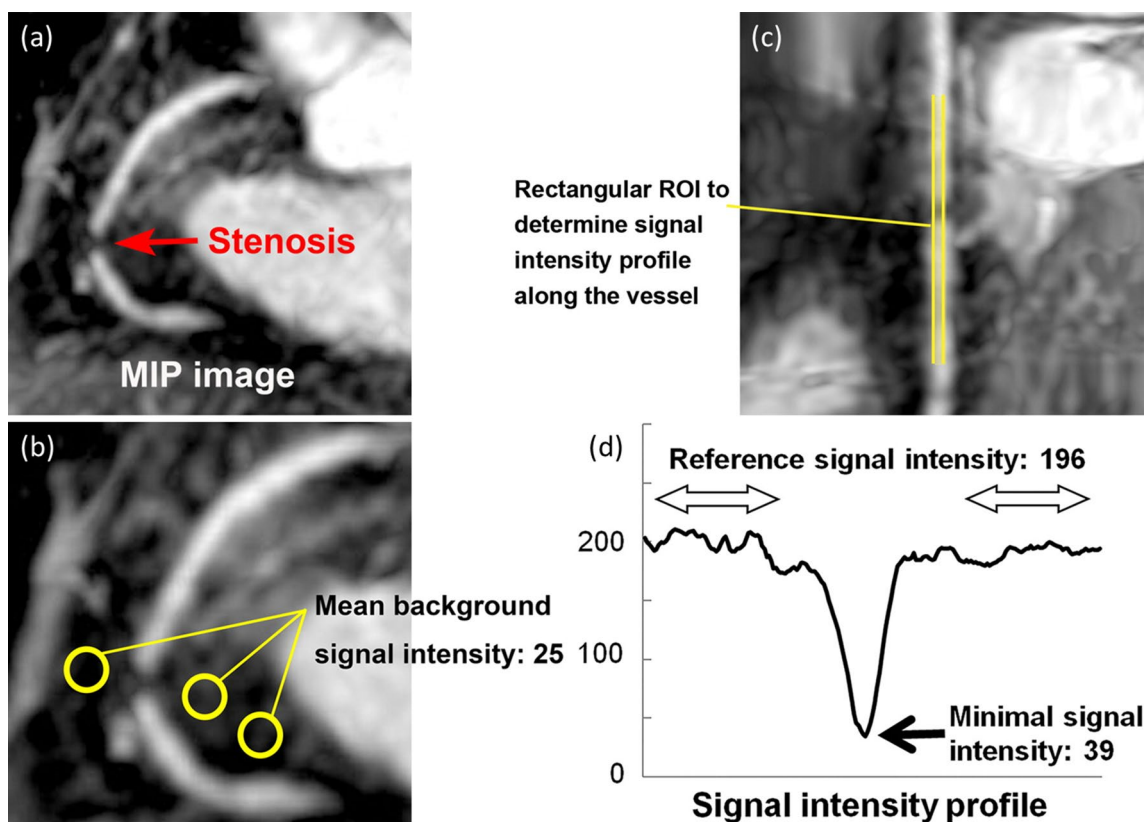 (a)
Stenosis
MIP image
(b)
Mean background
signal intensity: 25
(c)
Rectangular ROI to
determine signal
intensity profile
along the vessel
(d)
Reference signal intensity: 196
200
100
0
Minimal signal
intensity: 39
Signal intensity profile